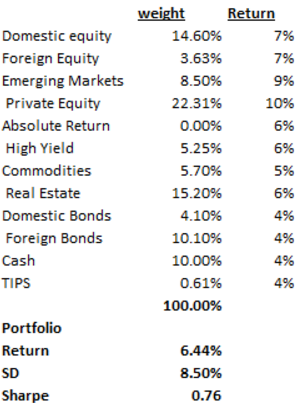 weight Return
Domestic equity 14.60% 7%
Foreign Equity 3.63% 7%
Emerging Markets 8.50% 9%
Private Equity 22.31% 10%
Absolute Return 0.00% 6%
High Yield 5.25% 6%
Commodities 5.70% 5%
Real Estate 15.20% 6%
Domestic Bonds 4.10% 4%
Foreign Bonds 10.10% 4%
Cash 10.00% 4%
TIPS 0.61% 4%
100.00%
Portfolio
Return 6.44%
SD 8.50%
Sharpe 0.76